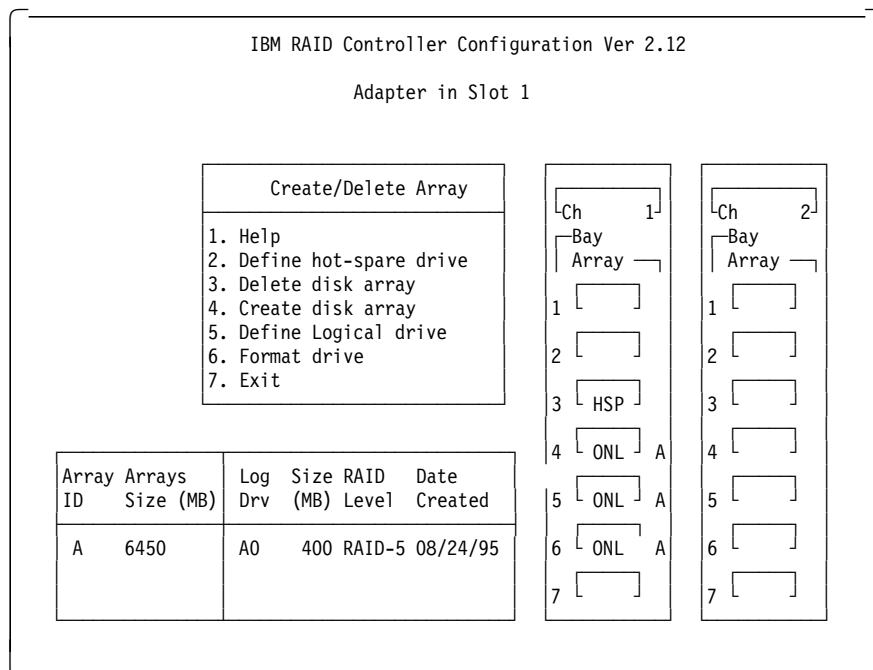 IBM RAID Controller Configuration Ver 2.12
Adapter in Slot 1
Create/Delete Array
1. Help
2. Define hot-spare drive
3. Delete disk array
4. Create disk array
5. Define Logical drive
6. Format drive
7. Exit
Ch 1
Bay
Array
1
2
3 HSP
4 ONL A
5 ONL A
6 ONL A
7
Ch 2
Bay
Array
1
2
3
4
5
6
7
Array Arrays Log Size RAID Date
ID Size (MB) Drv (MB) Level Created
A 6450 A0 400 RAID-5 08/24/95